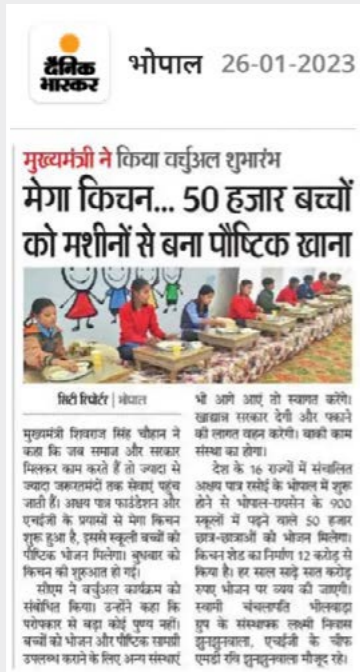 दैनिक
भास्कर
भोपाल 26-01-2023
मुख्यमंत्री ने किया वर्चुअल शुभारंभ
मेगा किचन... 50 हजार बच्चों
को मशीनों से बना पौष्टिक खाना
सिटी रिपोर्टर | भोपाल
मुख्यमंत्री शिवराज सिंह चौहान ने
कहा कि जब समाज और सरकार
मिलकर काम करते हैं तो ज्यादा से
ज्यादा जरूरतमंदों तक सेवाएं पहुंच
जाती हैं। अक्षय पात्र फाउंडेशन और
एचईजी के प्रयासों से मेगा किचन
शुरू हुआ है, इससे स्कूली बच्चों को
पौष्टिक भोजन मिलेगा। बुधवार को
किचन की शुरुआत हो गई।
सीएम ने वर्चुअल कार्यक्रम को
संबोधित किया। उन्होंने कहा कि
परोपकार से बड़ा कोई पुण्य नहीं।
बच्चों को भोजन और पौष्टिक सामग्री
उपलब्ध कराने के लिए अन्य संस्थाएं
भी आगे आएं तो स्वागत करेंगे।
खाद्यान्न सरकार देगी और पकाने
की लागत वहन करेगी। बाकी काम
संस्था का होगा।
देश के 16 राज्यों में संचालित
अक्षय पात्र रसोई के भोपाल में शुरू
होने से भोपाल-रायसेन के 900
स्कूलों में पढ़ने वाले 50 हजार
छात्र-छात्राओं को भोजन मिलेगा।
किचन शेड का निर्माण 12 करोड़ से
किया है। हर साल साढ़े सात करोड़
रुपए भोजन पर व्यय की जाएगी।
स्वामी चंचलापति भीलवाड़ा
ग्रुप के संस्थापक लक्ष्मी निवास
झुनझुनवाला, एचईजी के चीफ
एमडी रवि झुनझुनवाला मौजूद रहे।